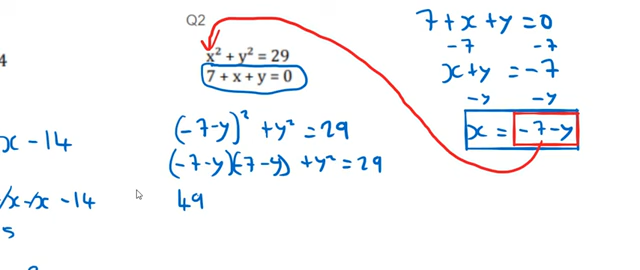 Q2
x² + y² = 29
7 + x + y = 0
7 + x + y = 0
-7 -7
x + y = -7
-y -y
x = -7 - y
4
x - 14
(-7-y)² + y² = 29
(-7-y)(-7-y) + y² = 29
x - x - 14
49
s